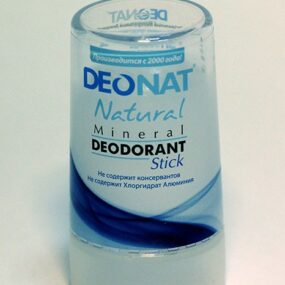 DEONAT
Производится с 2000 года!
DEONAT
Natural
Mineral
DEODORANT
Stick
Не содержит консервантов
Не содержит Хлоргидрат Алюминия